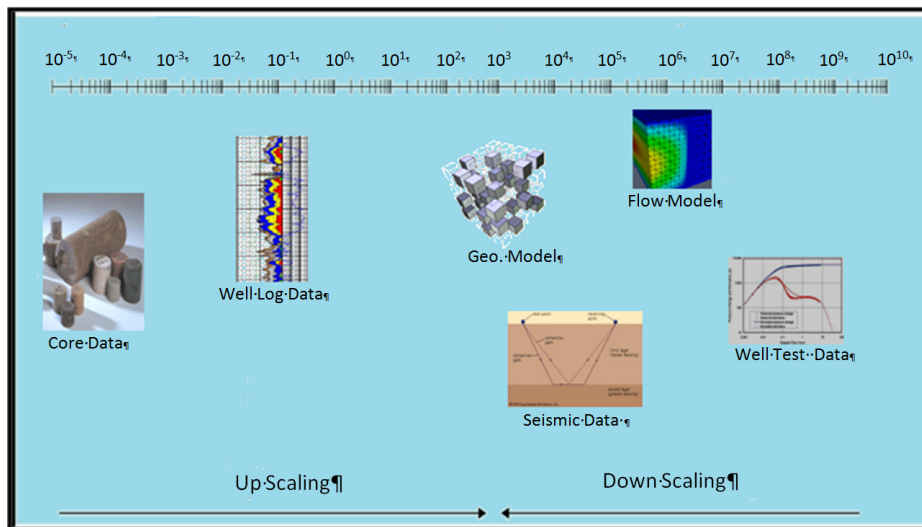 10⁻⁵¶ 10⁻⁴¶ 10⁻³¶ 10⁻²¶ 10⁻¹¶ 10⁰¶ 10¹¶ 10²¶ 10³¶ 10⁴¶ 10⁵¶ 10⁶¶ 10⁷¶ 10⁸¶ 10⁹¶ 10¹⁰¶
Flow·Model¶
Geo.·Model¶
Well·Log·Data¶
Core·Data¶
Well·Test··Data¶
Seismic·Data·¶
Up·Scaling¶
Down·Scaling¶